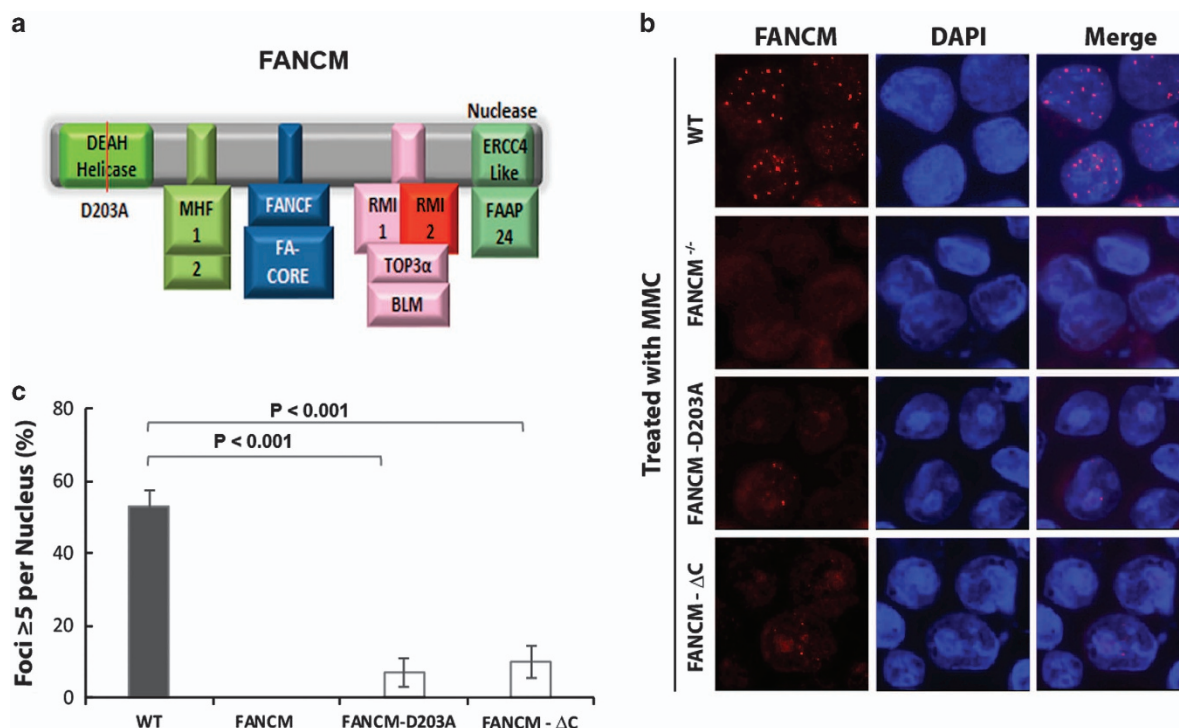 a
FANCM
Nuclease
DEAH
Helicase
ERCC4
Like
D203A
MHF
1
2
FANCF
FA-
CORE
RMI
1
RMI
2
TOP3α
BLM
FAAP
24
b
FANCM
DAPI
Merge
Treated with MMC
WT
FANCM-/-
FANCM-D203A
FANCM - ΔC
c
Foci ≥5 per Nucleus (%)
80
60
40
20
0
P < 0.001
P < 0.001
WT
FANCM
FANCM-D203A
FANCM - ΔC